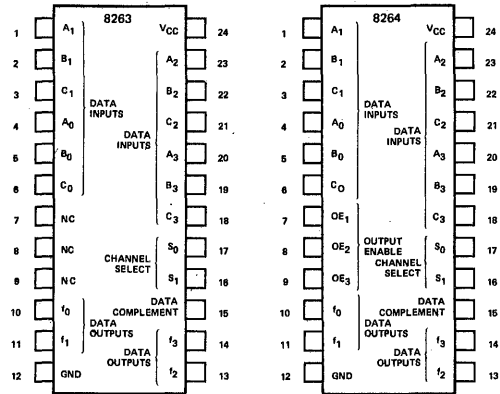 8263
1 A1 VCC 24
2 B1 A2 23
3 C1 B2 22
DATA INPUTS
4 A0 C2 21
DATA INPUTS
5 B0 A3 20
6 C0 B3 19
7 NC C3 18
8 NC S0 17
CHANNEL SELECT
9 NC S1 16
10 f0 DATA COMPLEMENT 15
DATA OUTPUTS
11 f1 f3 14
DATA OUTPUTS
12 GND f2 13
8264
1 A1 VCC 24
2 B1 A2 23
3 C1 B2 22
DATA INPUTS
4 A0 C2 21
DATA INPUTS
5 B0 A3 20
6 CO B3 19
7 OE1 C3 18
8 OE2 OUTPUT ENABLE S0 17
CHANNEL SELECT
9 OE3 S1 16
10 f0 DATA COMPLEMENT 15
DATA OUTPUTS
11 f1 f3 14
DATA OUTPUTS
12 GND f2 13